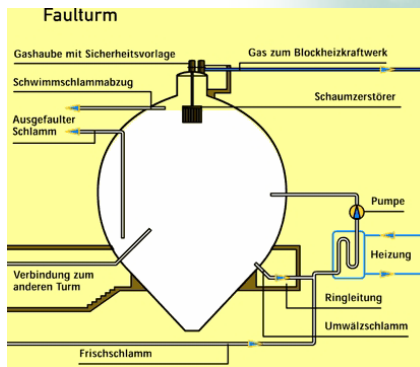 Faulturm
Gashaube mit Sicherheitsvorlage
Gas zum Blockheizkraftwerk
Schwimmschlammabzug
Schaumzerstörer
Ausgefaulter
Schlamm
Pumpe
Heizung
Verbindung zum
anderen Turm
Ringleitung
Umwälzschlamm
Frischschlamm